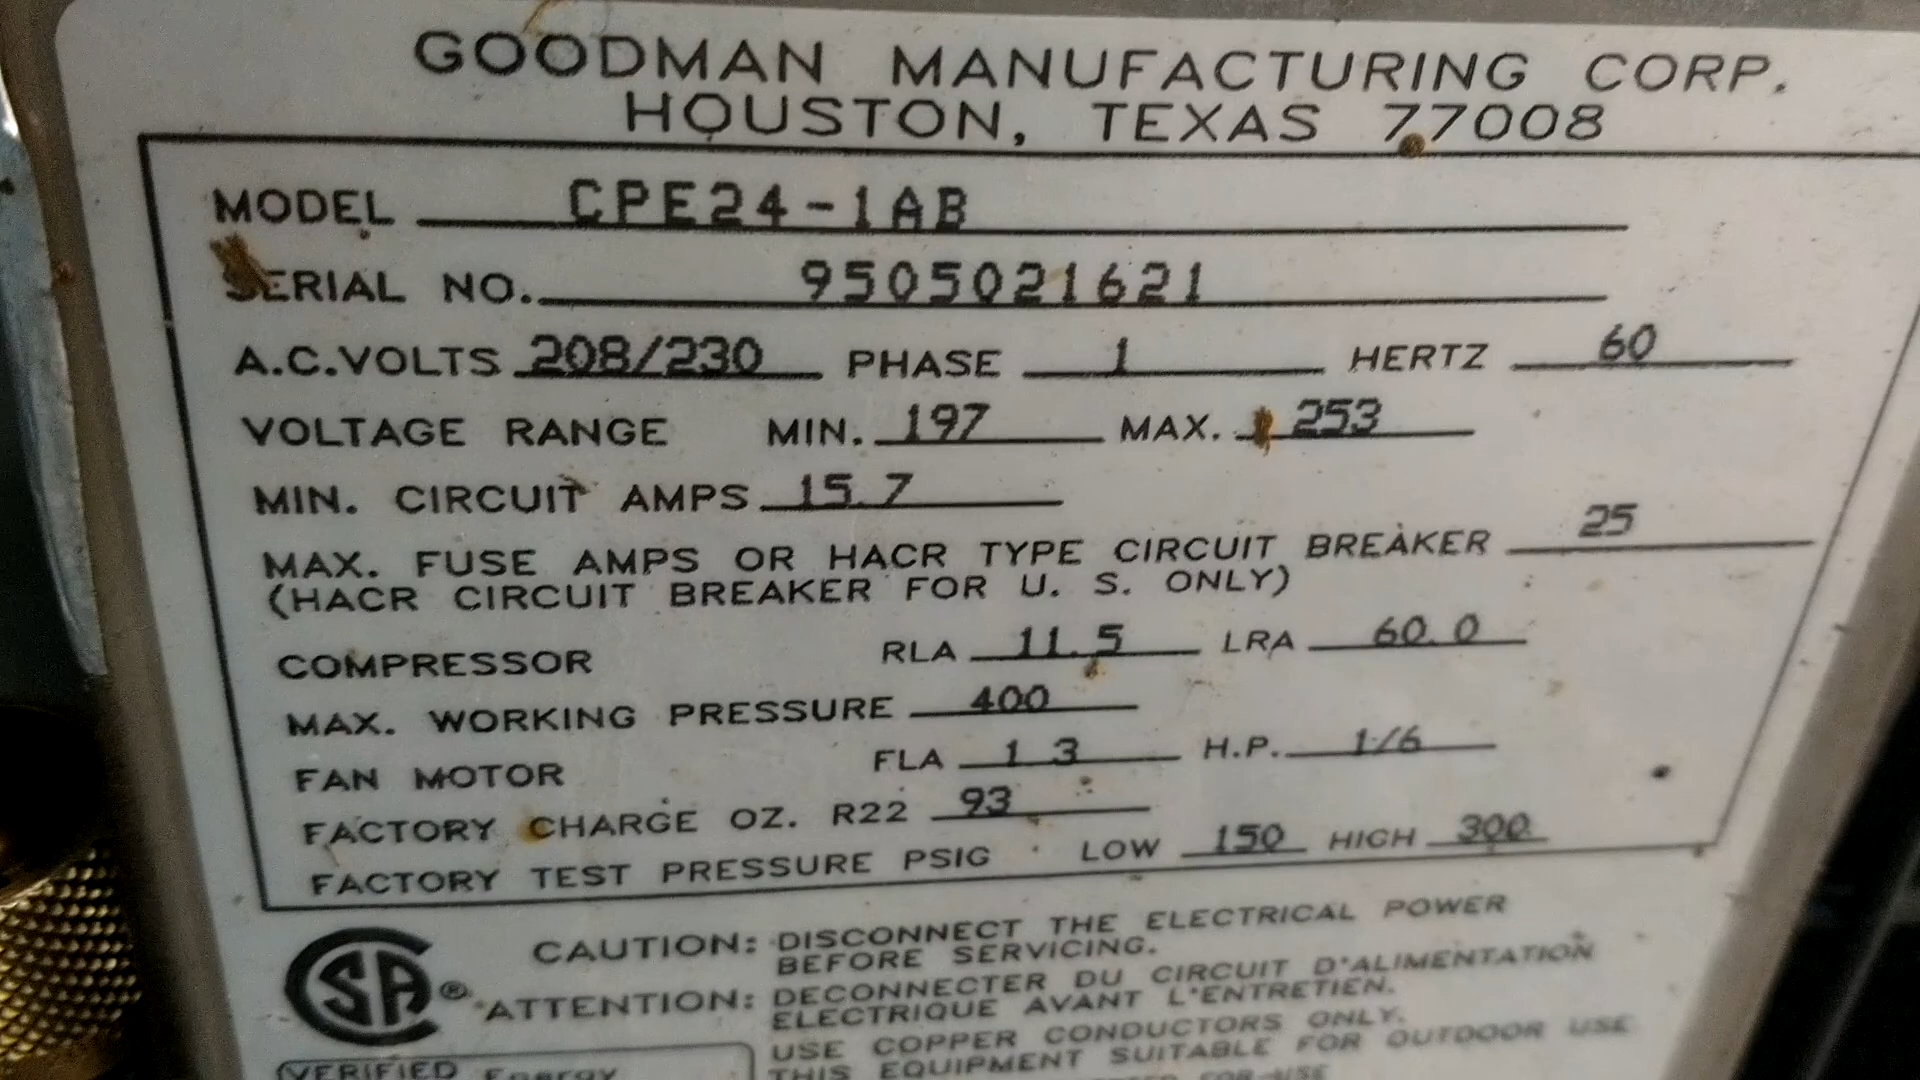 GOODMAN MANUFACTURING CORP.
HOUSTON, TEXAS 77008
MODEL CPE24-1AB
SERIAL NO. 9505021621
A.C.VOLTS 208/230 PHASE 1 HERTZ 60
VOLTAGE RANGE MIN. 197 MAX. 253
MIN. CIRCUIT AMPS 15.7
MAX. FUSE AMPS OR HACR TYPE CIRCUIT BREAKER 25
(HACR CIRCUIT BREAKER FOR U. S. ONLY)
COMPRESSOR RLA 11.5 LRA 60.0
MAX. WORKING PRESSURE 400
FAN MOTOR FLA 1 3 H.P. 1/6
FACTORY CHARGE OZ. R22 93
FACTORY TEST PRESSURE PSIG LOW 150 HIGH 300
SA ®
CAUTION: DISCONNECT THE ELECTRICAL POWER
BEFORE SERVICING.
ATTENTION: DECONNECTER DU CIRCUIT D'ALIMENTATION
ELECTRIQUE AVANT L'ENTRETIEN.
USE COPPER CONDUCTORS ONLY.
THIS EQUIPMENT SUITABLE FOR OUTDOOR USE
VERIFIED Energy
FOR USE